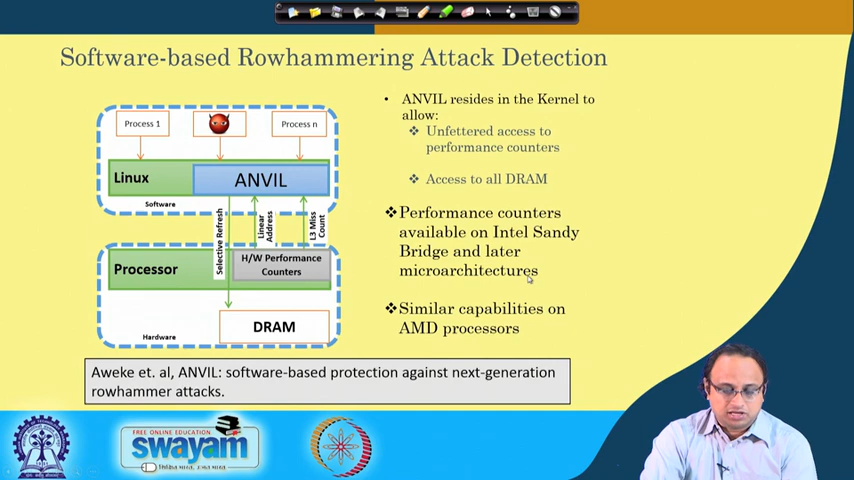 Software-based Rowhammering Attack Detection
Process 1
Process n
Linux
ANVIL
Software
Selective Refresh
Linear
Address
L3 Miss
Count
Processor
H/W Performance
Counters
DRAM
Hardware
• ANVIL resides in the Kernel to
allow:
❖ Unfettered access to
performance counters
❖ Access to all DRAM
❖Performance counters
available on Intel Sandy
Bridge and later
microarchitectures
❖Similar capabilities on
AMD processors
Aweke et. al, ANVIL: software-based protection against next-generation
rowhammer attacks.
FREE ONLINE EDUCATION
swayam